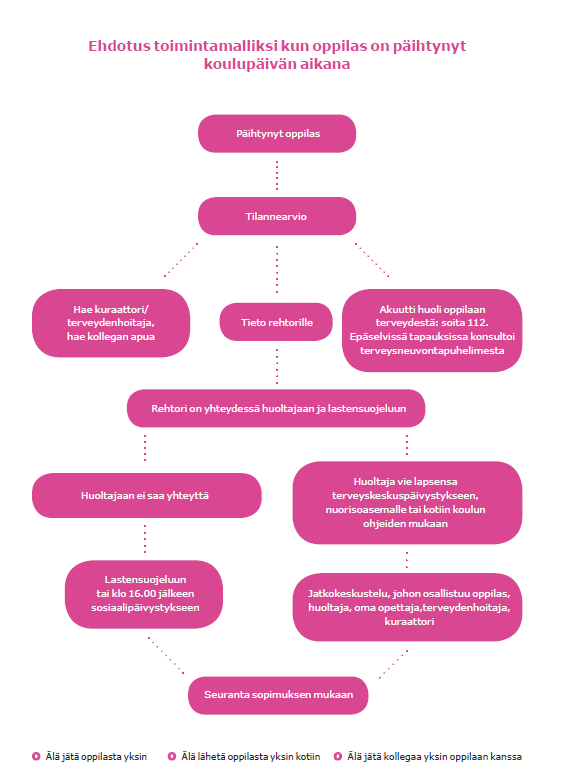 Ehdotus toimintamalliksi kun oppilas on päihtynyt
koulupäivän aikana
Päihtynyt oppilas
Tilannearvio
Hae kuraattori/
terveydenhoitaja,
hae kollegan apua
Tieto rehtorille
Akuutti huoli oppilaan
terveydestä: soita 112.
Epäselvissä tapauksissa konsultoi
terveysneuvontapuhelimesta
Rehtori on yhteydessä huoltajaan ja lastensuojeluun
Huoltajaan ei saa yhteyttä
Huoltaja vie lapsensa
terveyskeskuspäivystykseen,
nuorisoasemalle tai kotiin koulun
ohjeiden mukaan
Lastensuojeluun
tai klo 16.00 jälkeen
sosiaalipäivystykseen
Jatkokeskustelu, johon osallistuu oppilas,
huoltaja, oma opettaja,terveydenhoitaja,
kuraattori
Seuranta sopimuksen mukaan
Älä jätä oppilasta yksin
Älä lähetä oppilasta yksin kotiin
Älä jätä kollegaa yksin oppilaan kanssa